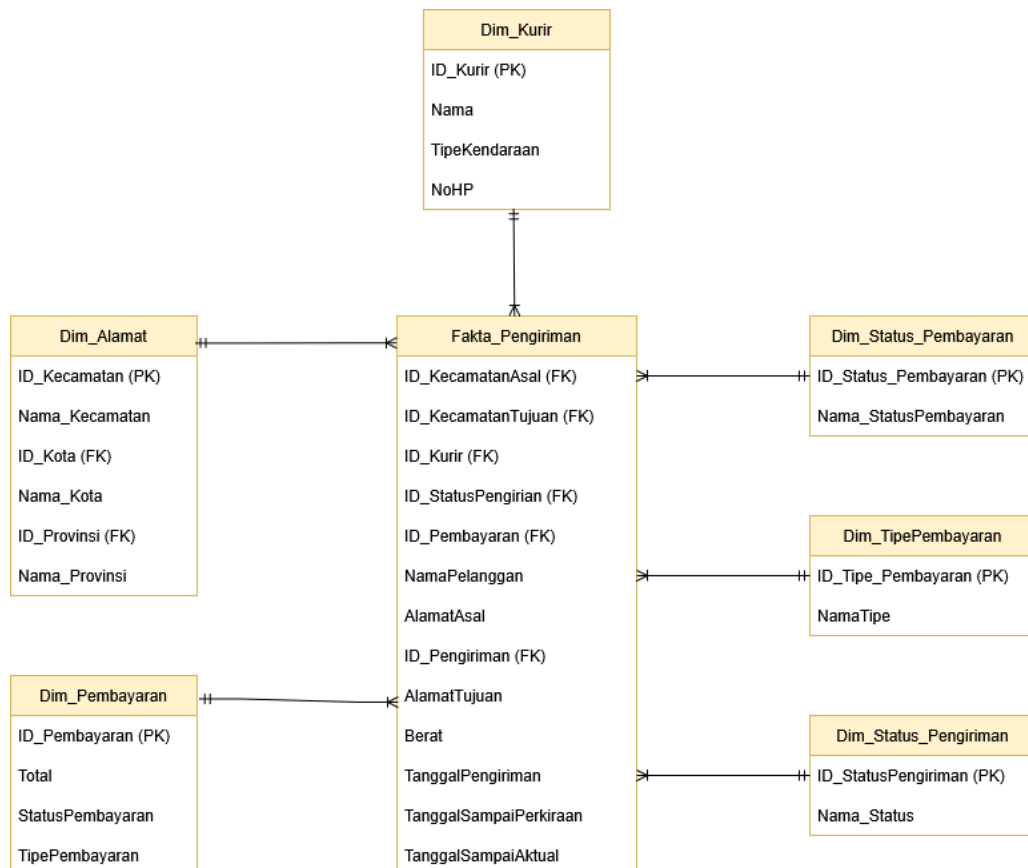 Dim_Kurir
ID_Kurir (PK)
Nama
TipeKendaraan
NoHP
Dim_Alamat
ID_Kecamatan (PK)
Nama_Kecamatan
ID_Kota (FK)
Nama_Kota
ID_Provinsi (FK)
Nama_Provinsi
Dim_Pembayaran
ID_Pembayaran (PK)
Total
StatusPembayaran
TipePembayaran
Fakta_Pengiriman
ID_KecamatanAsal (FK)
ID_KecamatanTujuan (FK)
ID_Kurir (FK)
ID_StatusPengirian (FK)
ID_Pembayaran (FK)
NamaPelanggan
AlamatAsal
ID_Pengiriman (FK)
AlamatTujuan
Berat
TanggalPengiriman
TanggalSampaiPerkiraan
TanggalSampaiAktual
Dim_Status_Pembayaran
ID_Status_Pembayaran (PK)
Nama_StatusPembayaran
Dim_TipePembayaran
ID_Tipe_Pembayaran (PK)
NamaTipe
Dim_Status_Pengiriman
ID_StatusPengiriman (PK)
Nama_Status